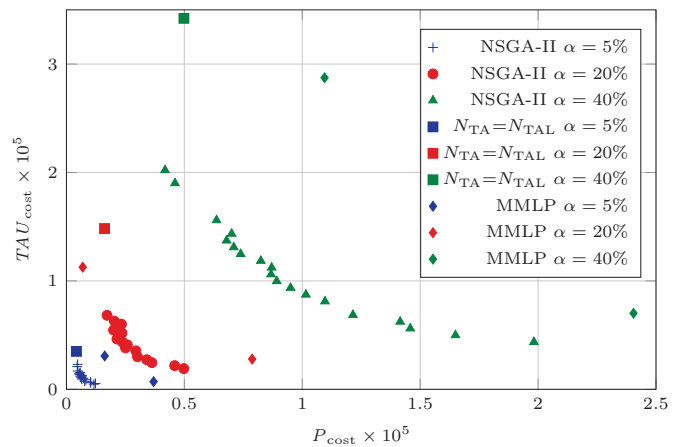 3
2
1
0
TAU_cost × 10^5
0
0.5
1
1.5
2
2.5
P_cost × 10^5
NSGA-II α = 5%
NSGA-II α = 20%
NSGA-II α = 40%
N_TA=N_TAL α = 5%
N_TA=N_TAL α = 20%
N_TA=N_TAL α = 40%
MMLP α = 5%
MMLP α = 20%
MMLP α = 40%